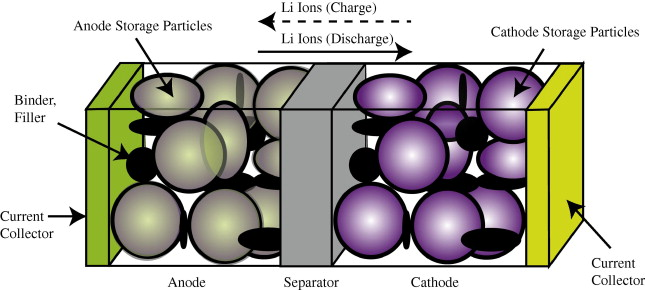 Li Ions (Charge)
Anode Storage Particles
Li Ions (Discharge)
Cathode Storage Particles
Binder,
Filler
Current
Collector
Current
Collector
Anode
Separator
Cathode